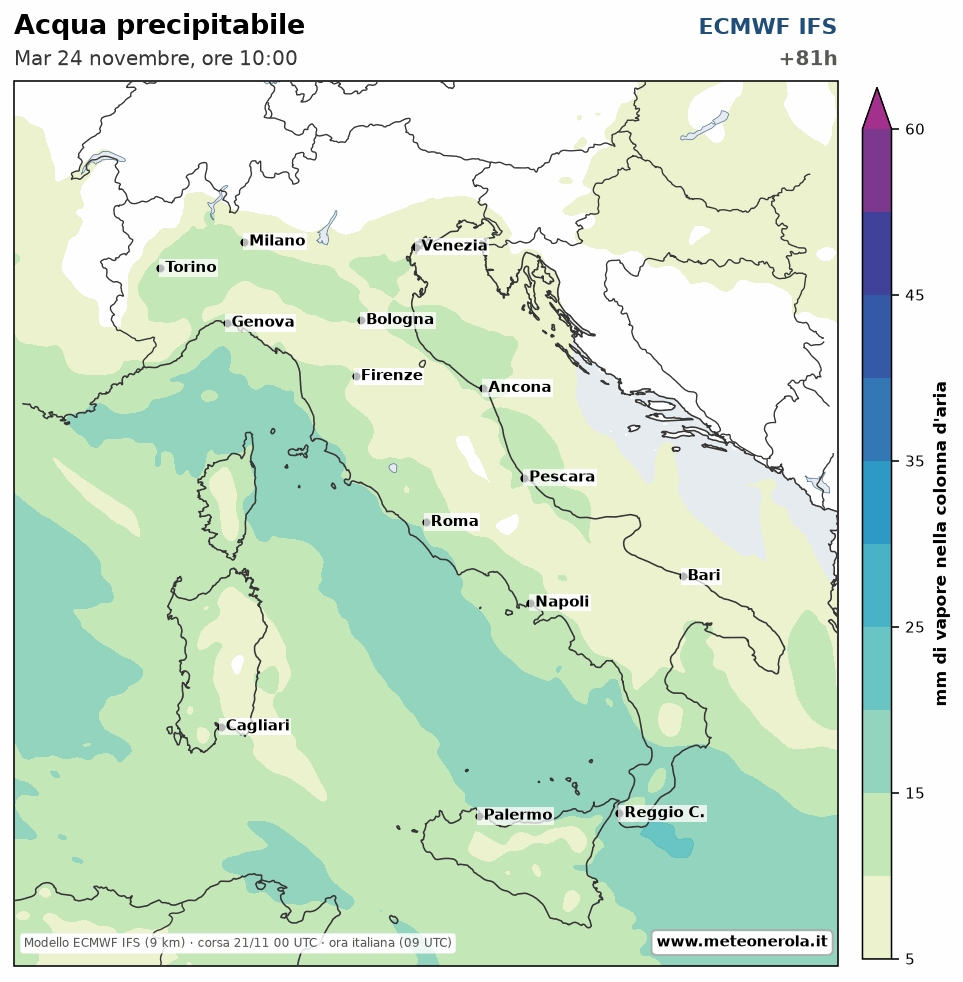 Acqua precipitabile
ECMWF IFS
Mar 24 novembre, ore 10:00
+81h
60
45
35
25
15
5
mm di vapore nella colonna d'aria
Milano
Venezia
Torino
Genova
Bologna
Firenze
Ancona
Pescara
Roma
Bari
Napoli
Cagliari
Palermo
Reggio C.
Modello ECMWF IFS (9 km) · corsa 21/11 00 UTC · ora italiana (09 UTC)
www.meteonerola.it